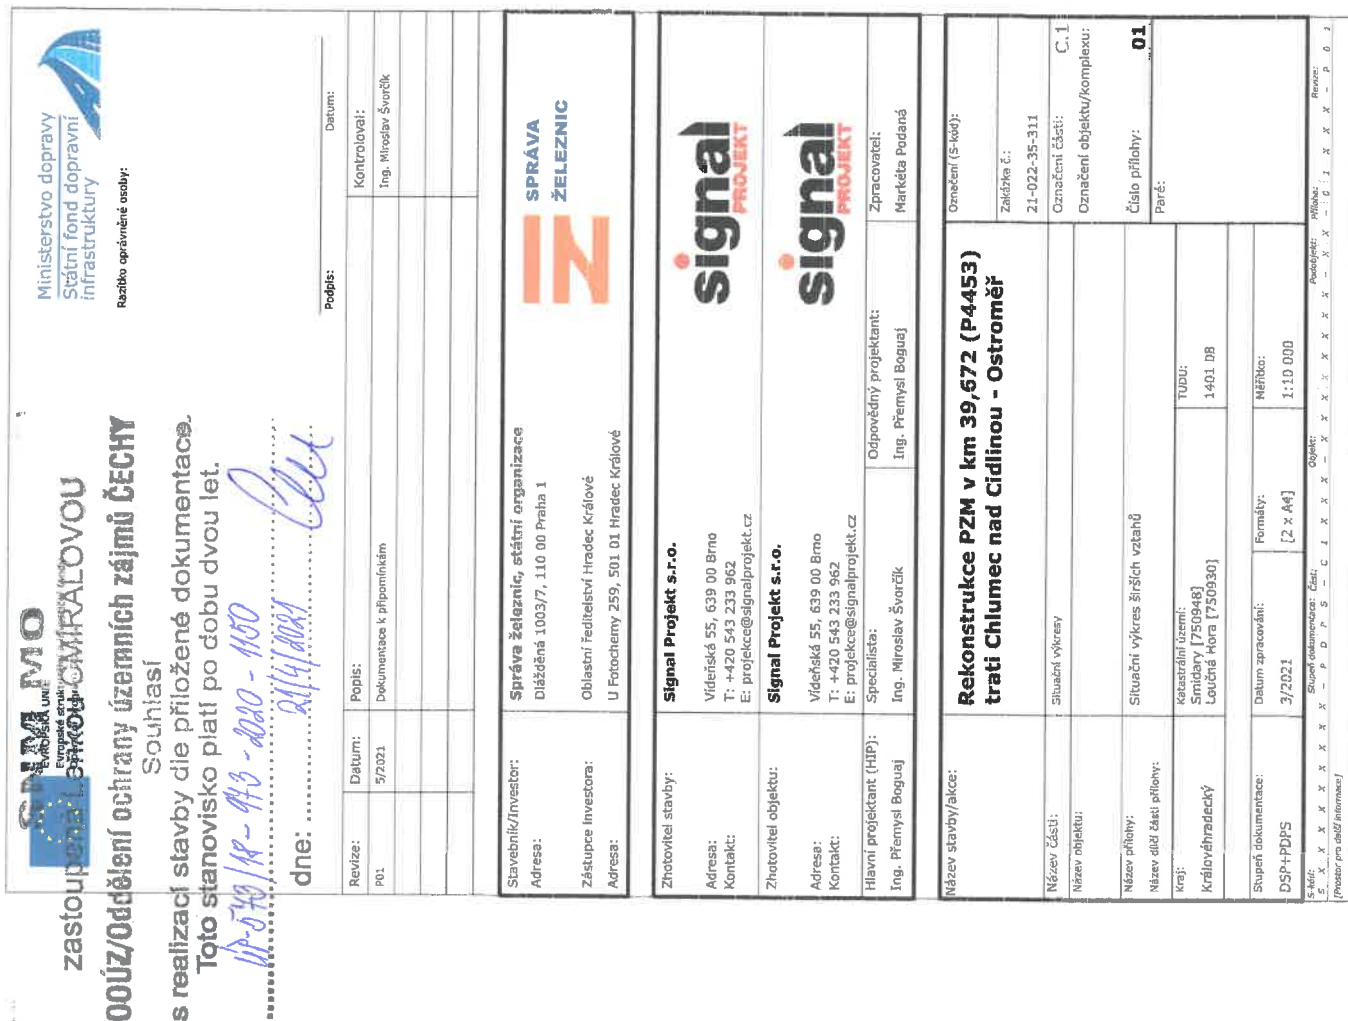 EVROPSKÁ UNIE
zastoupená Lenkou OMÍRALOVOU
OOÚZ/Oddělení ochrany územních zájmů ČECHY
Souhlasí
s realizací stavby dle přiložené dokumentace.
Toto stanovisko platí po dobu dvou let.
dne: 21/4/2021
Ministerstvo dopravy
Státní fond dopravní
infrastruktury
Razítko oprávněné osoby:
Podpis: Datum:
Revize: Datum: Popis: Kontroloval:
P01 5/2021 Dokumentace k připomínkám Ing. Miroslav Švorčík
Stavebník/Investor: Správa železnic, státní organizace
Adresa: Dlážděná 1003/7, 110 00 Praha 1
Zástupce investora: Oblastní ředitelství Hradec Králové
Adresa: U Fotochemy 259, 501 01 Hradec Králové
SPRÁVA
ŽELEZNIC
Zhotovitel stavby: Signal Projekt s.r.o.
Adresa: Vídeňská 55, 639 00 Brno
Kontakt: T: +420 543 233 962
E: projekce@signalprojekt.cz
signal
PROJEKT
Zhotovitel objektu: Signal Projekt s.r.o.
Adresa: Vídeňská 55, 639 00 Brno
Kontakt: T: +420 543 233 962
E: projekce@signalprojekt.cz
signal
PROJEKT
Hlavní projektant (HIP): Specialista: Odpovědný projektant: Zpracovatel:
Ing. Přemysl Boguaj Ing. Miroslav Švorčík Ing. Přemysl Boguaj Markéta Podaná
Název stavby/akce: Rekonstrukce PZM v km 39,672 (P4453)
trati Chlumec nad Cidlinou - Ostroměř
Označení (S-kód):
Zakázka č.:
21-022-35-311
Název části: Situační výkresy Označení části: C.1
Název objektu: Označení objektu/komplexu:
Název přílohy: Situační výkres širších vztahů Číslo přílohy: 01
Název dílčí části přílohy: Paré:
Kraj: Katastrální území: TUDU:
Královéhradecký Smidary [750948] 1401 08
Loučná Hora [750930]
Stupeň dokumentace: Datum zpracování: Formáty: Měřítko:
DSP+PDPS 3/2021 [2 x A4] 1:10 000
S-kód: Stupeň dokumentace: Část: Objekt: Podobjekt: Příloha: Revize:
[Prostor pro další informace]